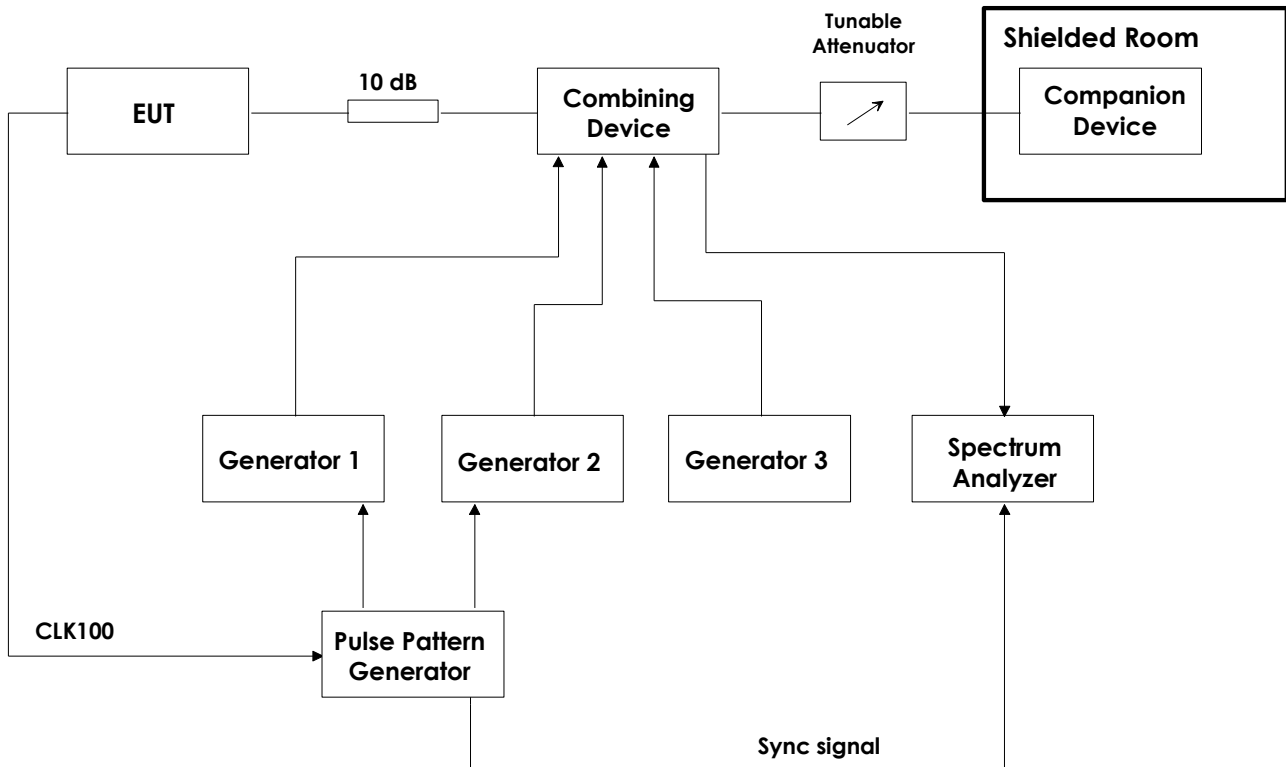 Tunable
Attenuator
Shielded Room
EUT
10 dB
Combining
Device
Companion
Device
Generator 1
Generator 2
Generator 3
Spectrum
Analyzer
CLK100
Pulse Pattern
Generator
Sync signal